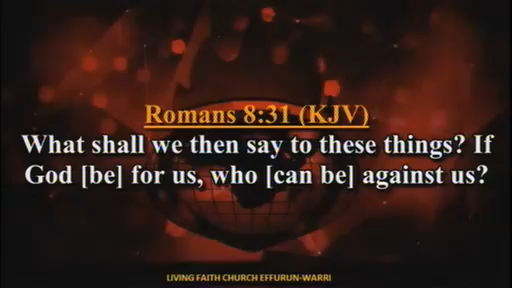 Romans 8:31 (KJV)
What shall we then say to these things? If
God [be] for us, who [can be] against us?
LIVING FAITH CHURCH EFFURUN-WARRI